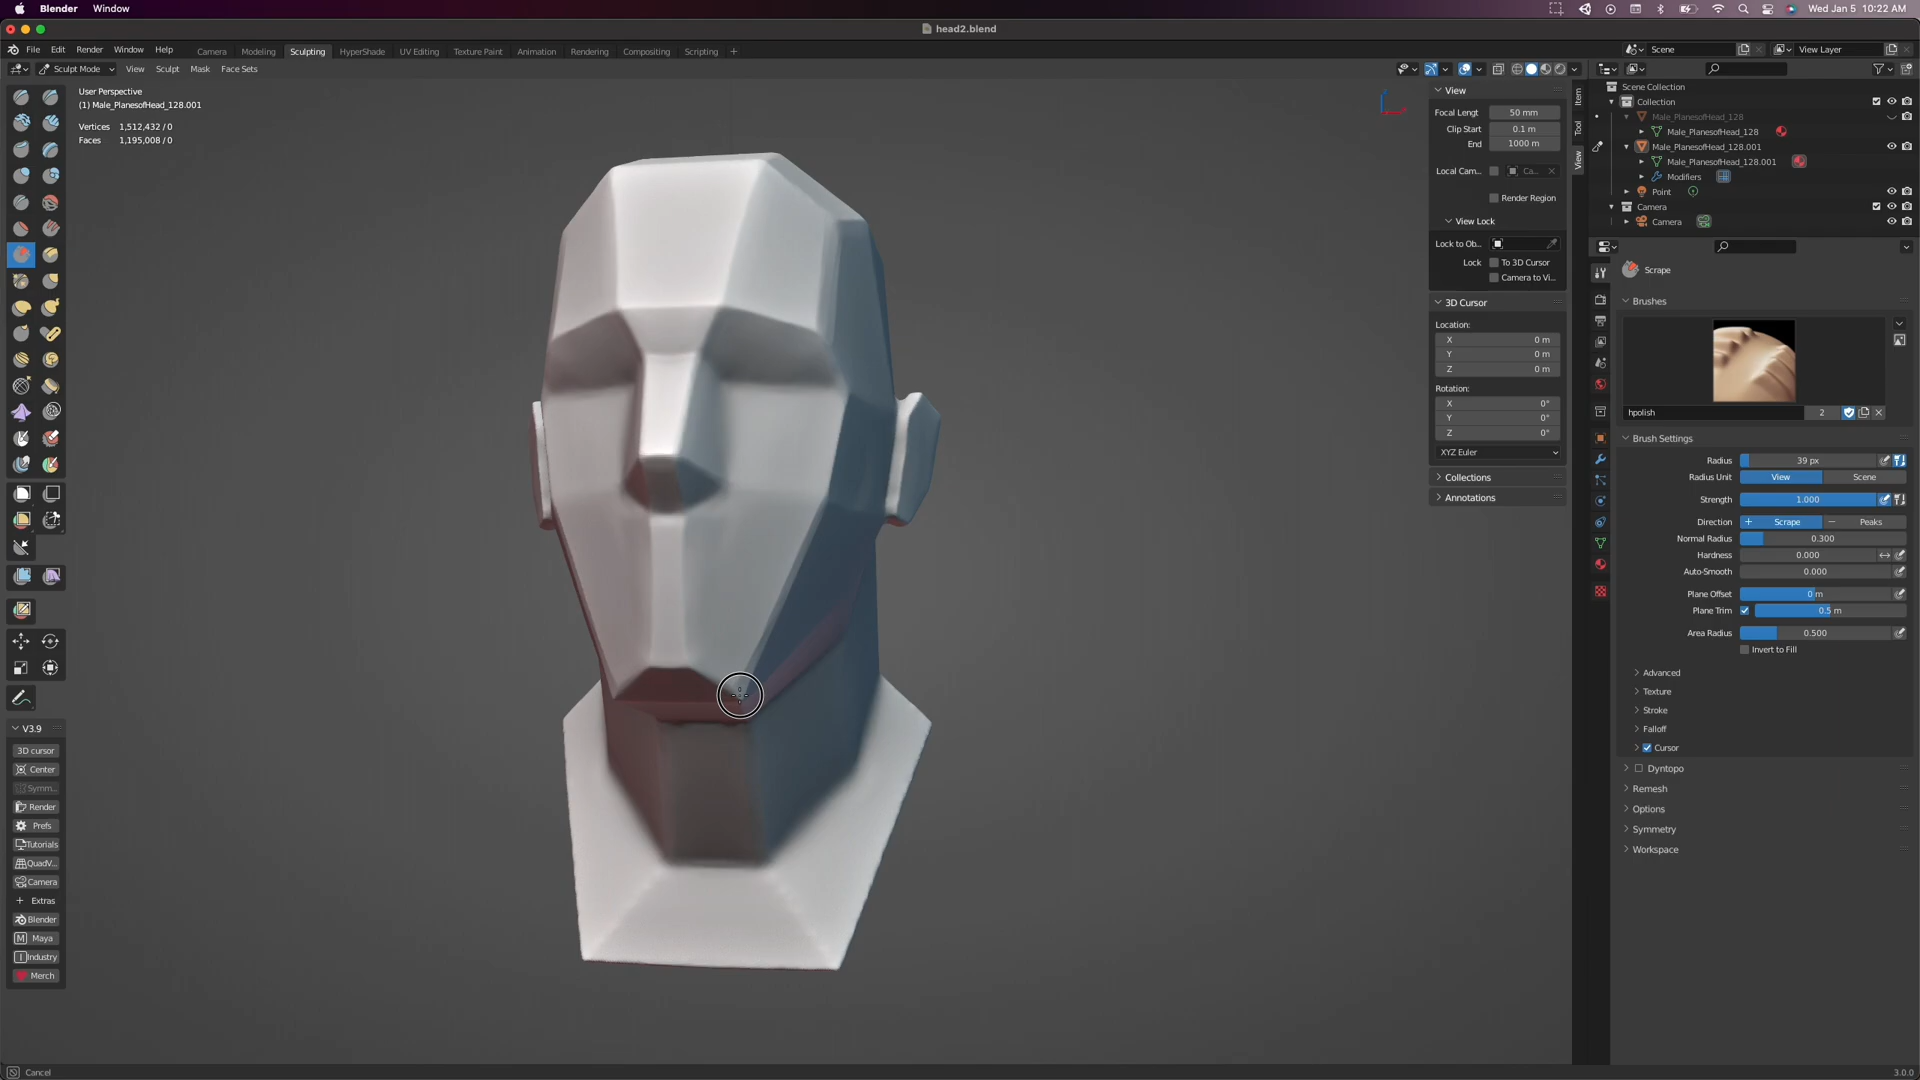 Blender Window
Wed Jan 5 10:22 AM
head2.blend
File Edit Render Window Help
Camera Modeling Sculpting HyperShade UV Editing Texture Paint Animation Rendering Compositing Scripting +
Scene
View Layer
Sculpt Mode View Sculpt Mask Face Sets
User Perspective
(1) Male_PlanesofHead_128.001
Vertices 1,512,432 / 0
Faces 1,195,008 / 0
V3.9
3D cursor
Center
Symm...
Render
Prefs
Tutorials
QuadV...
Camera
+ Extras
Blender
M Maya
I Industry
Merch
Cancel
View
Focal Lengt 50 mm
Clip Start 0.1 m
End 1000 m
Local Cam... Ca...
Render Region
View Lock
Lock to Ob...
Lock To 3D Cursor
Camera to Vi...
3D Cursor
Location:
X 0 m
Y 0 m
Z 0 m
Rotation:
X 0°
Y 0°
Z 0°
XYZ Euler
Collections
Annotations
Item
Tool
View
Scene Collection
Collection
Male_PlanesofHead_128
Male_PlanesofHead_128
Male_PlanesofHead_128.001
Male_PlanesofHead_128.001
Modifiers
Point
Camera
Camera
Scrape
Brushes
hpolish 2
Brush Settings
Radius 39 px
Radius Unit View Scene
Strength 1.000
Direction + Scrape − Peaks
Normal Radius 0.300
Hardness 0.000
Auto-Smooth 0.000
Plane Offset 0 m
Plane Trim 0.5 m
Area Radius 0.500
Invert to Fill
Advanced
Texture
Stroke
Falloff
Cursor
Dyntopo
Remesh
Options
Symmetry
Workspace
3.0.0